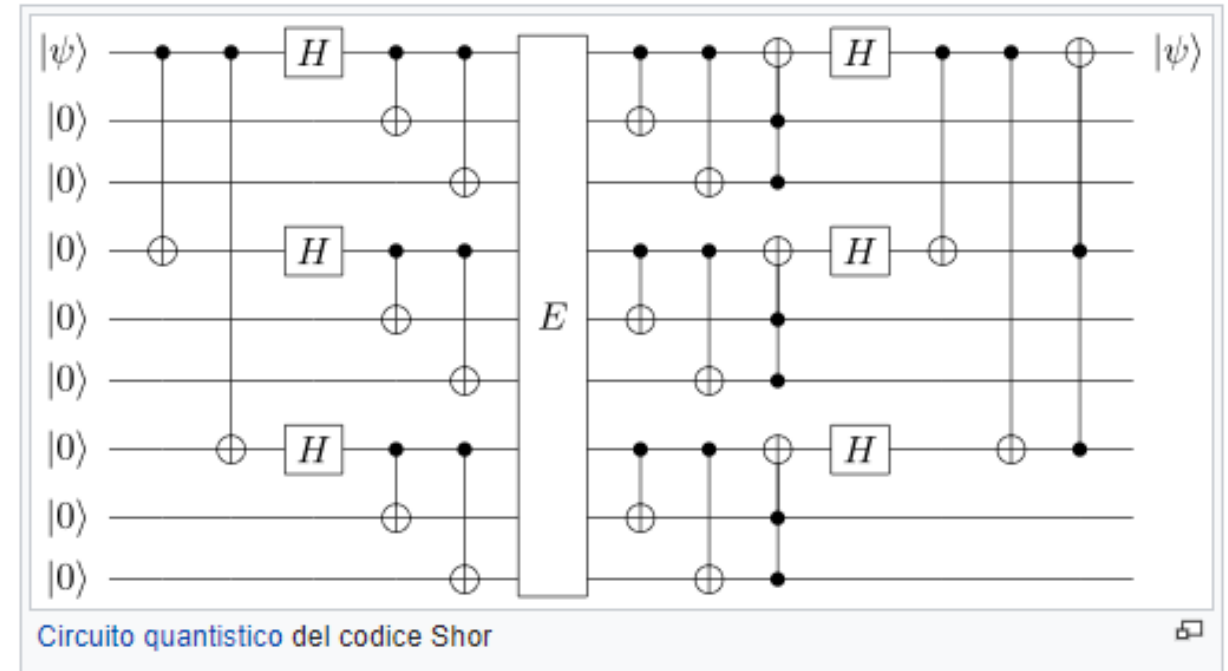 |ψ⟩ H H |ψ⟩
|0⟩
|0⟩
|0⟩ H H
|0⟩ E
|0⟩
|0⟩ H H
|0⟩
|0⟩
Circuito quantistico del codice Shor